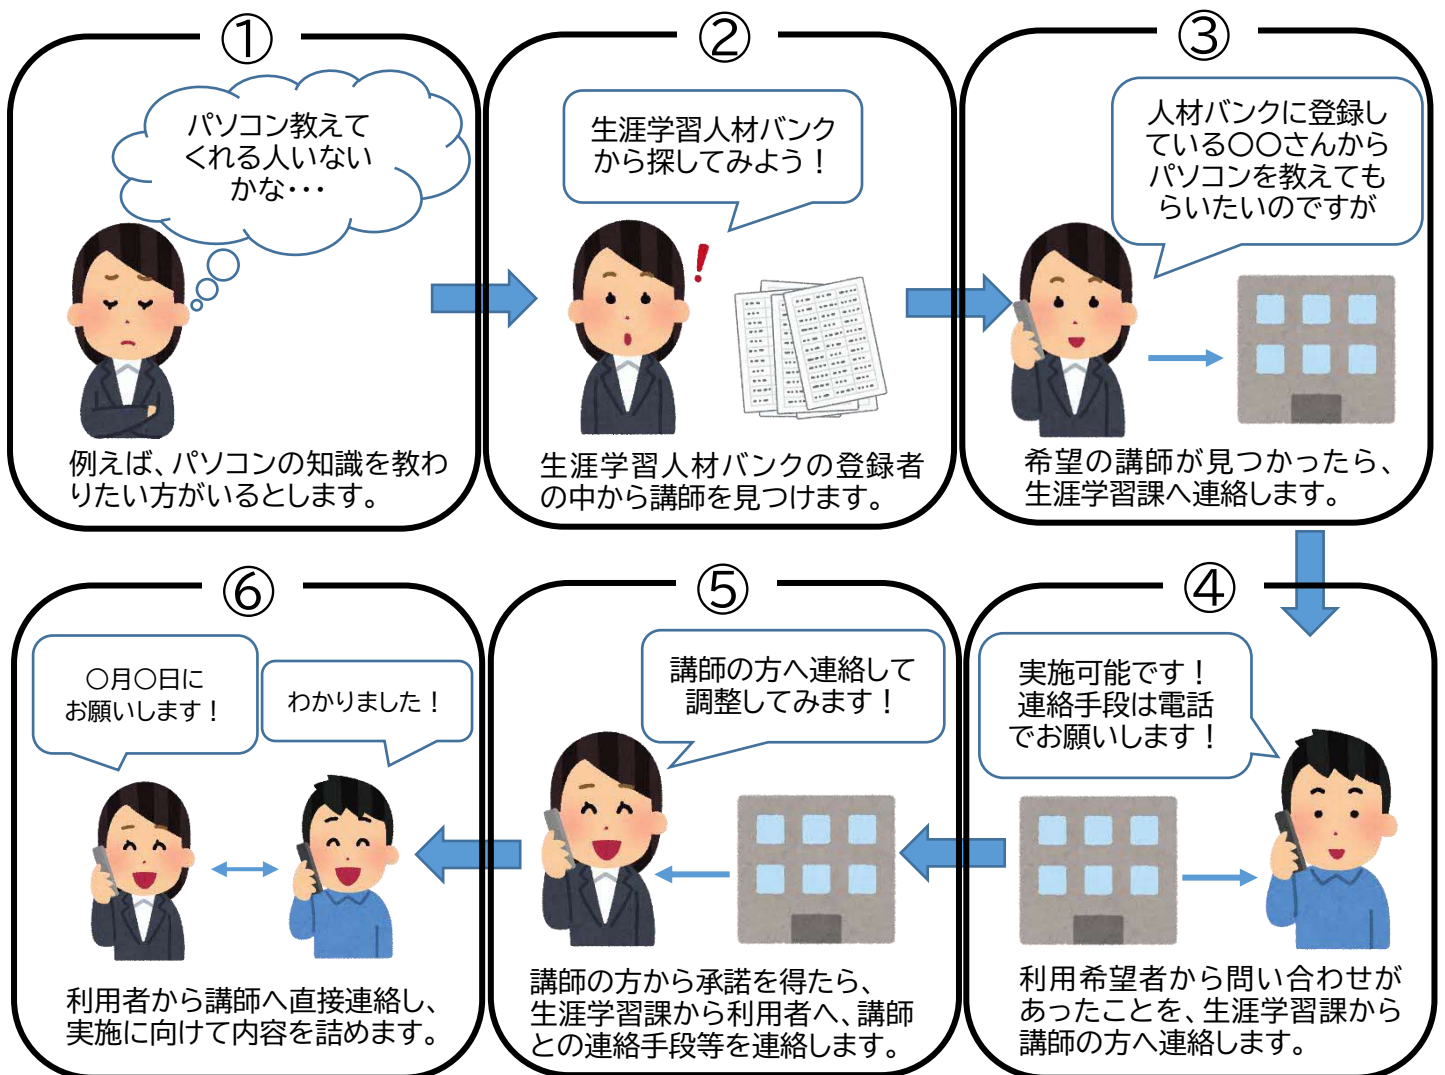 ①
パソコン教えて
くれる人いない
かな・・・
例えば、パソコンの知識を教わ
りたい方がいるとします。
②
生涯学習人材バンク
から探してみよう！
生涯学習人材バンクの登録者
の中から講師を見つけます。
③
人材バンクに登録し
ている〇〇さんから
パソコンを教えても
らいたいのですが
希望の講師が見つかったら、
生涯学習課へ連絡します。
④
実施可能です！
連絡手段は電話
でお願いします！
利用希望者から問い合わせが
あったことを、生涯学習課から
講師の方へ連絡します。
⑤
講師の方へ連絡して
調整してみます！
講師の方から承諾を得たら、
生涯学習課から利用者へ、講師
との連絡手段等を連絡します。
⑥
〇月〇日に
お願いします！
わかりました！
利用者から講師へ直接連絡し、
実施に向けて内容を詰めます。